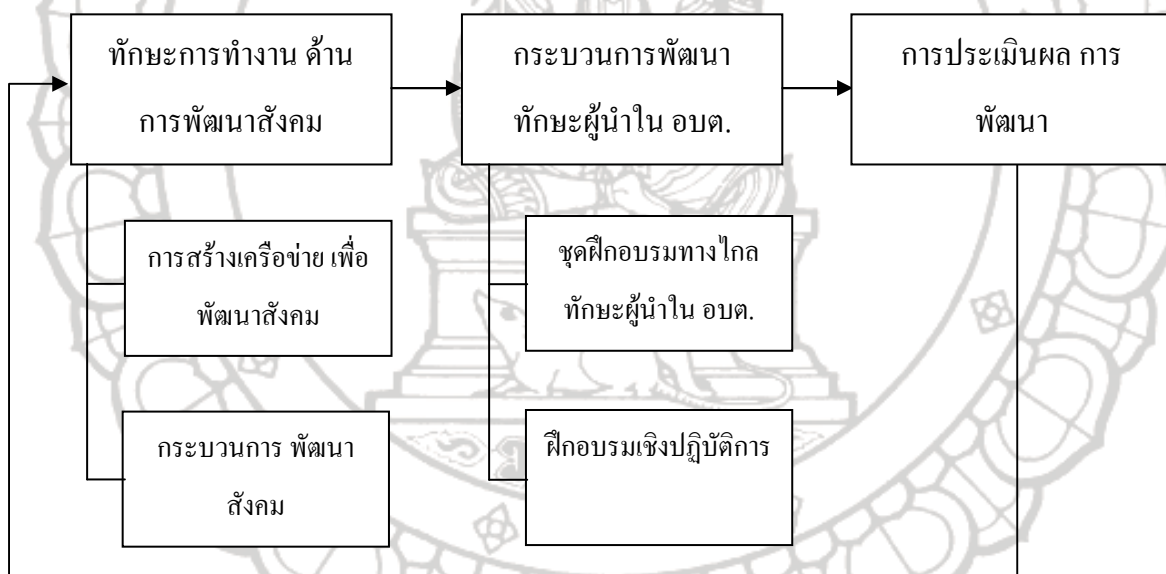 ทักษะการทำงาน ด้าน
การพัฒนาสังคม
กระบวนการพัฒนา
ทักษะผู้นำใน อบต.
การประเมินผล การ
พัฒนา
การสร้างเครือข่าย เพื่อ
พัฒนาสังคม
ชุดฝึกอบรมทางไกล
ทักษะผู้นำใน อบต.
กระบวนการ พัฒนา
สังคม
ฝึกอบรมเชิงปฏิบัติการ